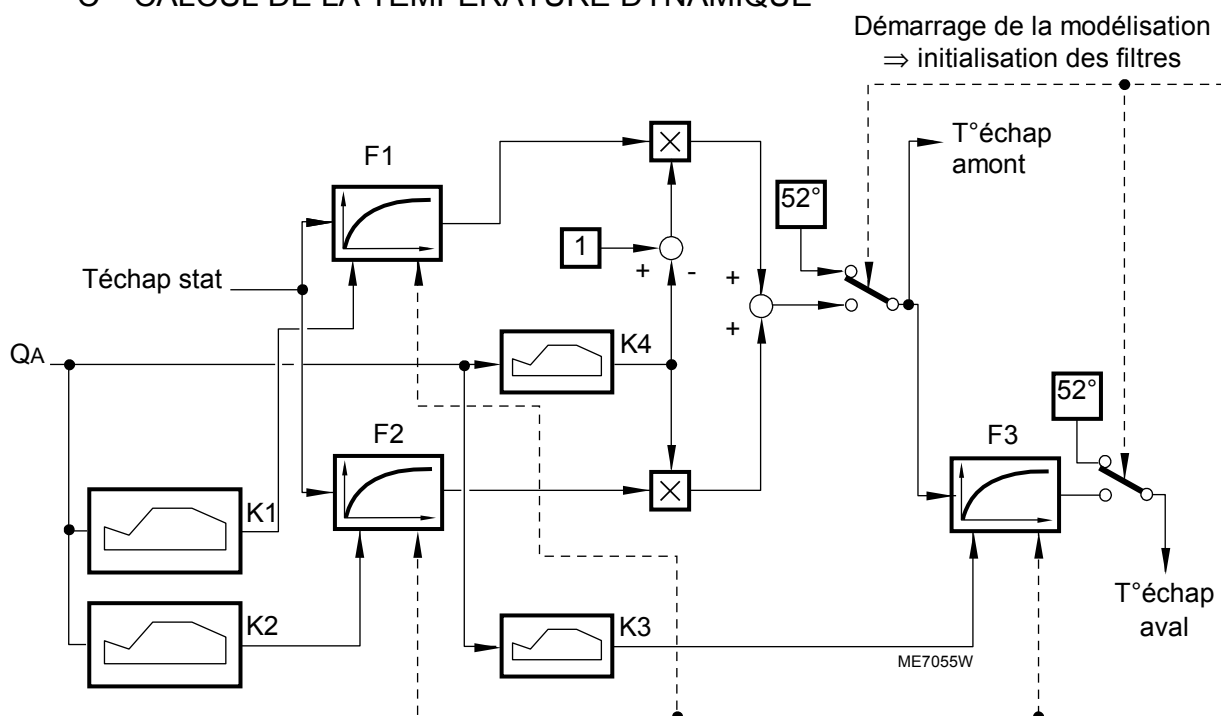 Démarrage de la modélisation
⇒ initialisation des filtres
T°échap
amont
F1
52°
1
+
-
+
+
Téchap stat
QA
K4
52°
F2
F3
K1
K2
K3
ME7055W
T°échap
aval